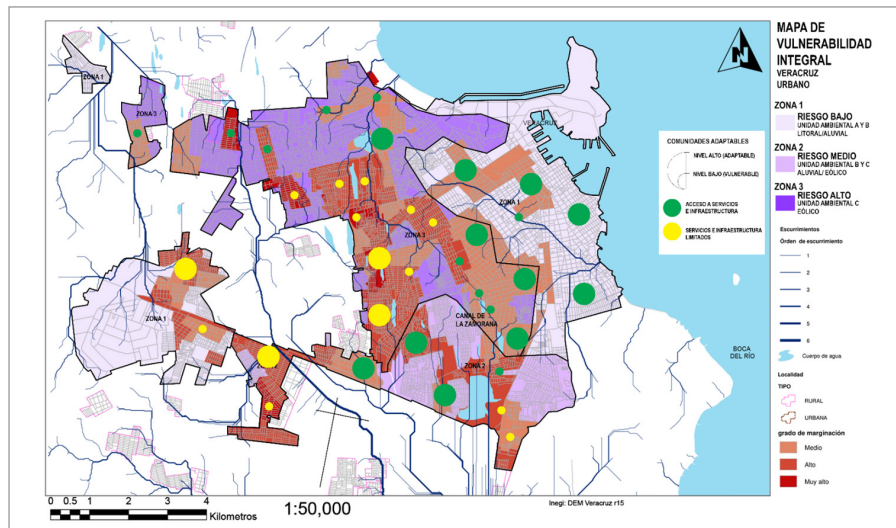 MAPA DE
VULNERABILIDAD
INTEGRAL
VERACRUZ
URBANO
ZONA 1
RIESGO BAJO
UNIDAD AMBIENTAL A Y B
LITORAL/ALUVIAL
ZONA 2
RIESGO MEDIO
UNIDAD AMBIENTAL B Y C
ALUVIAL/ EÓLICO
ZONA 3
RIESGO ALTO
UNIDAD AMBIENTAL C
EÓLICO
Escurrimientos
Órden de escurrimiento
1
2
3
4
5
6
Cuerpo de agua
Localidad
TIPO
RURAL
URBANA
grado de marginación
Medio
Alto
Muy alto
COMUNIDADES ADAPTABLES
NIVEL ALTO (ADAPTABLE)
NIVEL BAJO (VULNERABLE)
ACCESO A SERVICIOS
E INFRAESTRUCTURA
SERVICIOS E INFRAESTRUCTURA
LIMITADOS
N
ZONA 1
ZONA 3
VERACRUZ
ZONA 1
ZONA 3
ZONA 1
CANAL DE
LA ZAMORANA
ZONA 2
BOCA
DEL RÍO
0 0.5 1 2 3 4
Kilometros
1:50,000
Inegi: DEM Veracruz r15